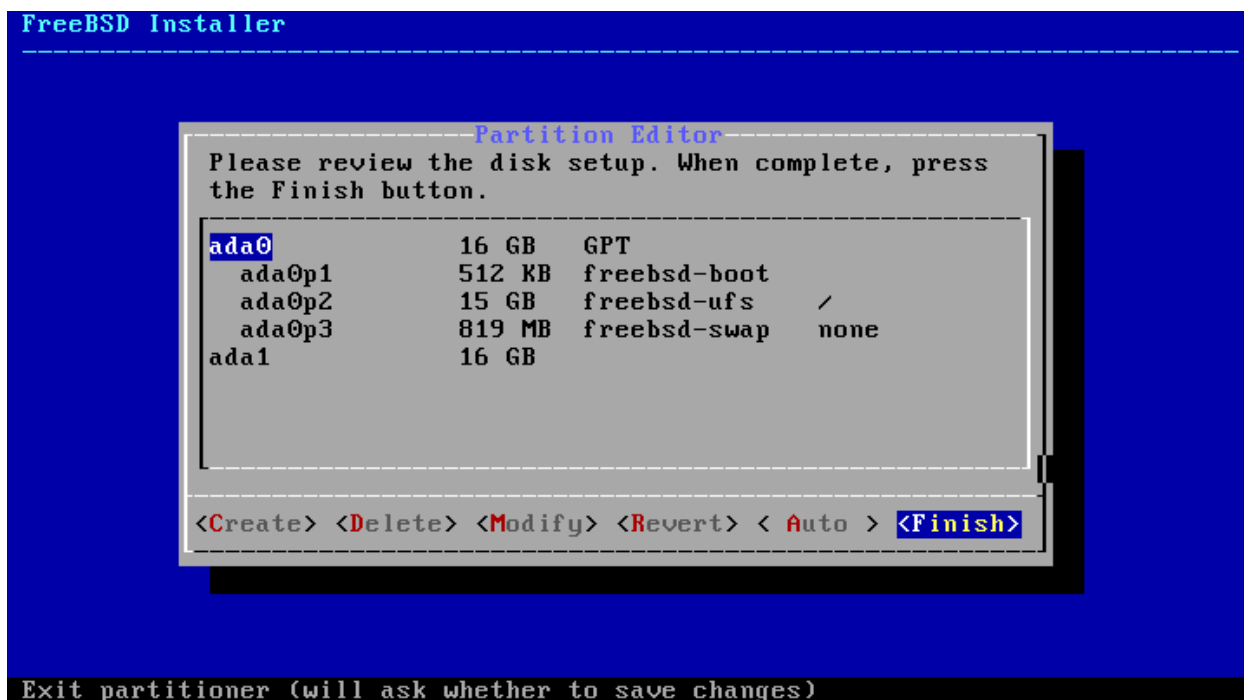 FreeBSD Installer
Partition Editor
Please review the disk setup. When complete, press
the Finish button.
ada0 16 GB GPT
ada0p1 512 KB freebsd-boot
ada0p2 15 GB freebsd-ufs /
ada0p3 819 MB freebsd-swap none
ada1 16 GB
<Create> <Delete> <Modify> <Revert> < Auto > <Finish>
Exit partitioner (will ask whether to save changes)